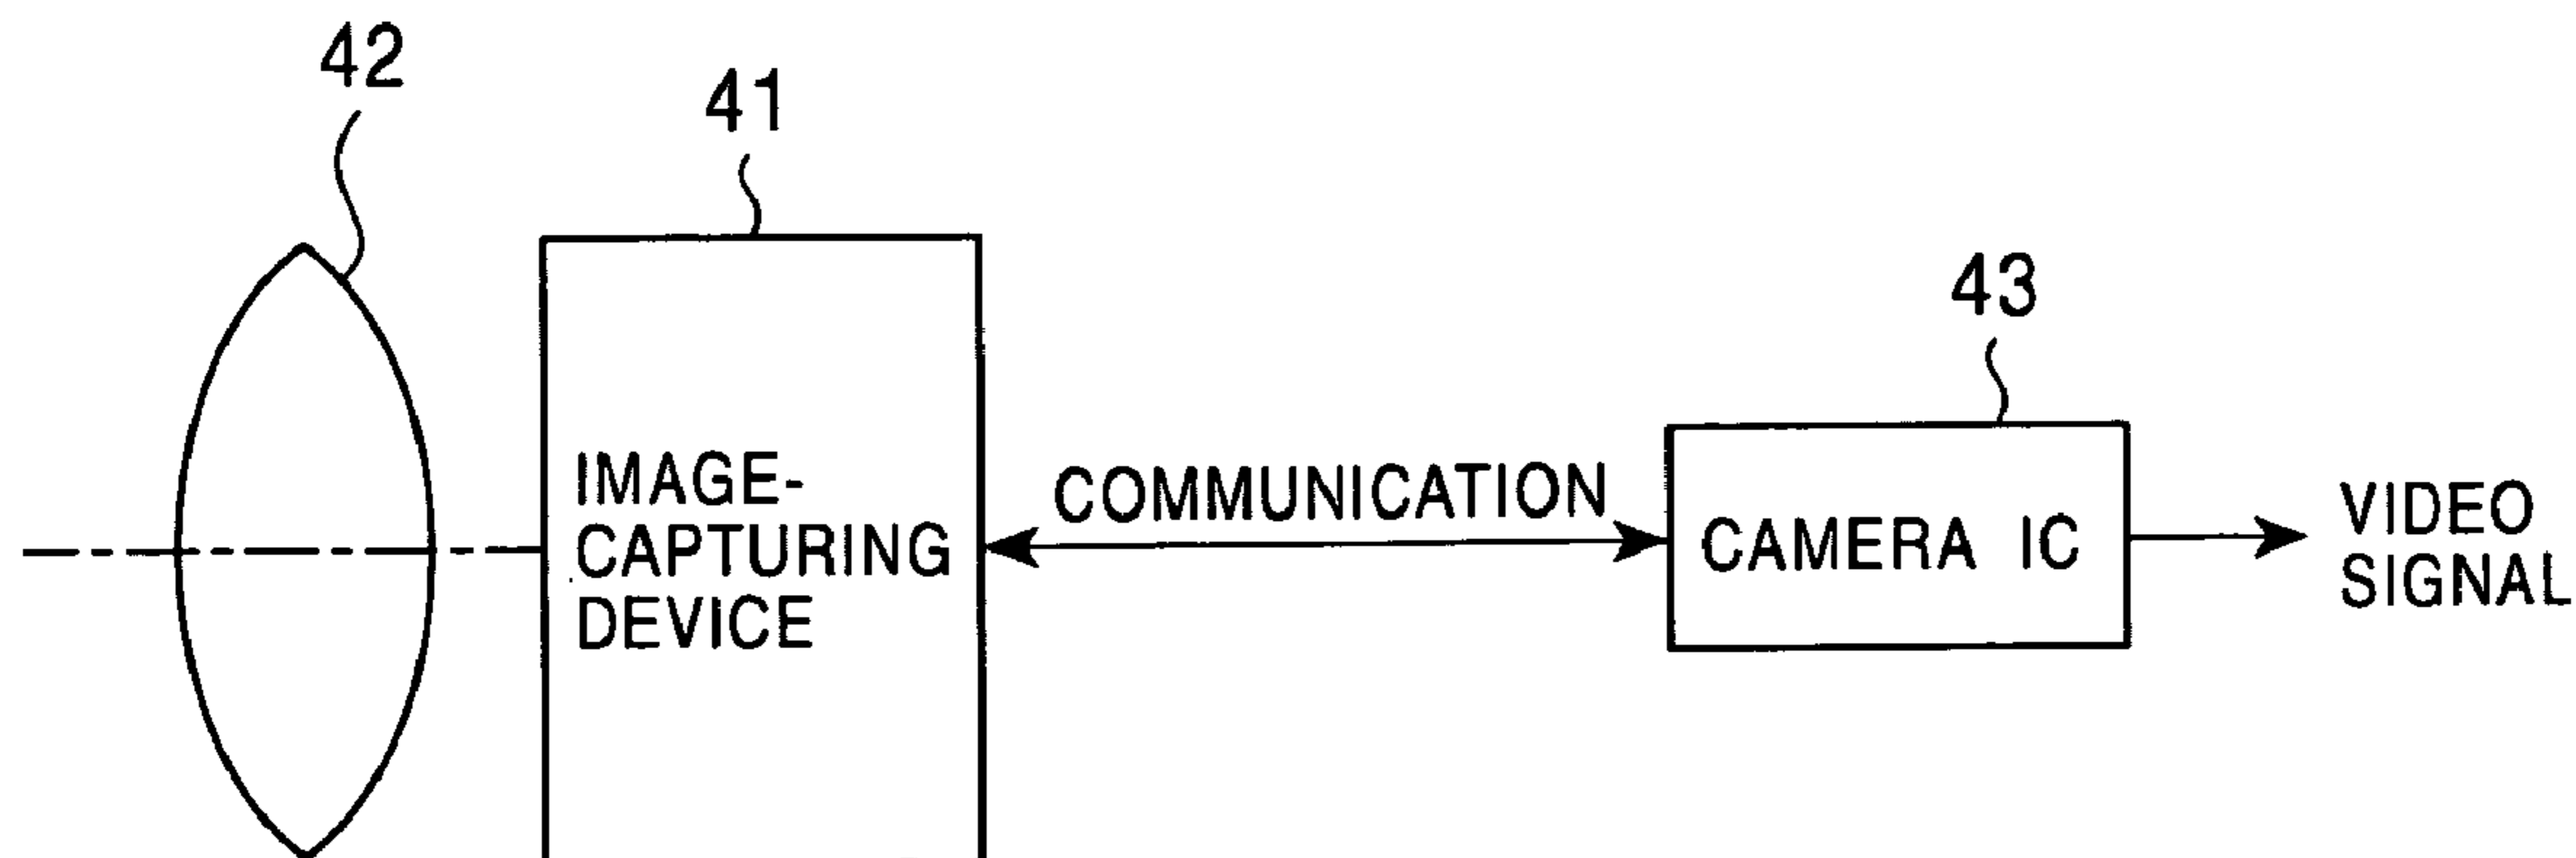 42
41
43
IMAGE-
CAPTURING
DEVICE
COMMUNICATION
CAMERA IC
VIDEO
SIGNAL